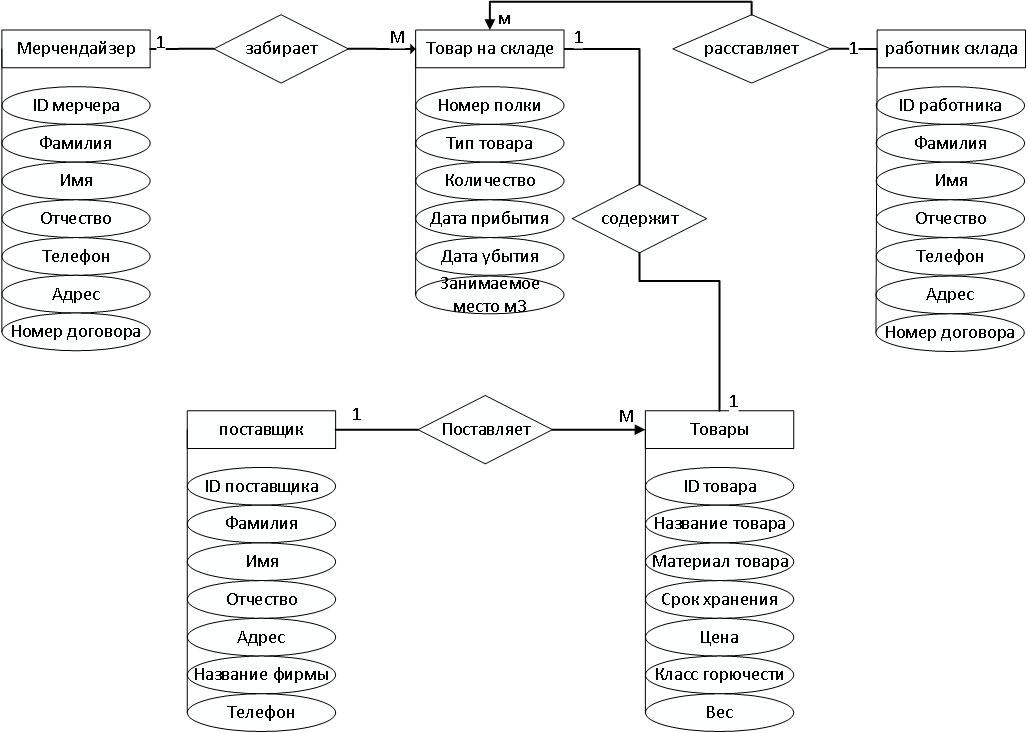 м
Мерчендайзер
1
забирает
М
Товар на складе
1
расставляет
1
работник склада
ID мерчера
Фамилия
Имя
Отчество
Телефон
Адрес
Номер договора
Номер полки
Тип товара
Количество
Дата прибытия
Дата убытия
Занимаемое
место м3
содержит
ID работника
Фамилия
Имя
Отчество
Телефон
Адрес
Номер договора
поставщик
1
Поставляет
М
1
Товары
ID поставщика
Фамилия
Имя
Отчество
Адрес
Название фирмы
Телефон
ID товара
Название товара
Материал товара
Срок хранения
Цена
Класс горючести
Вес